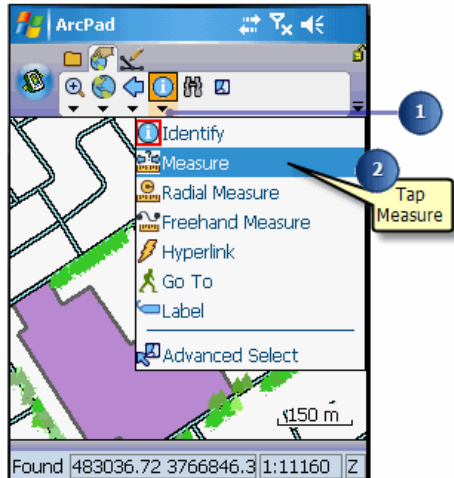 ArcPad
1
Identify
Measure
2
Tap
Measure
Radial Measure
Freehand Measure
Hyperlink
Go To
Label
Advanced Select
150 m
Found 483036.72 3766846.3 1:11160 Z